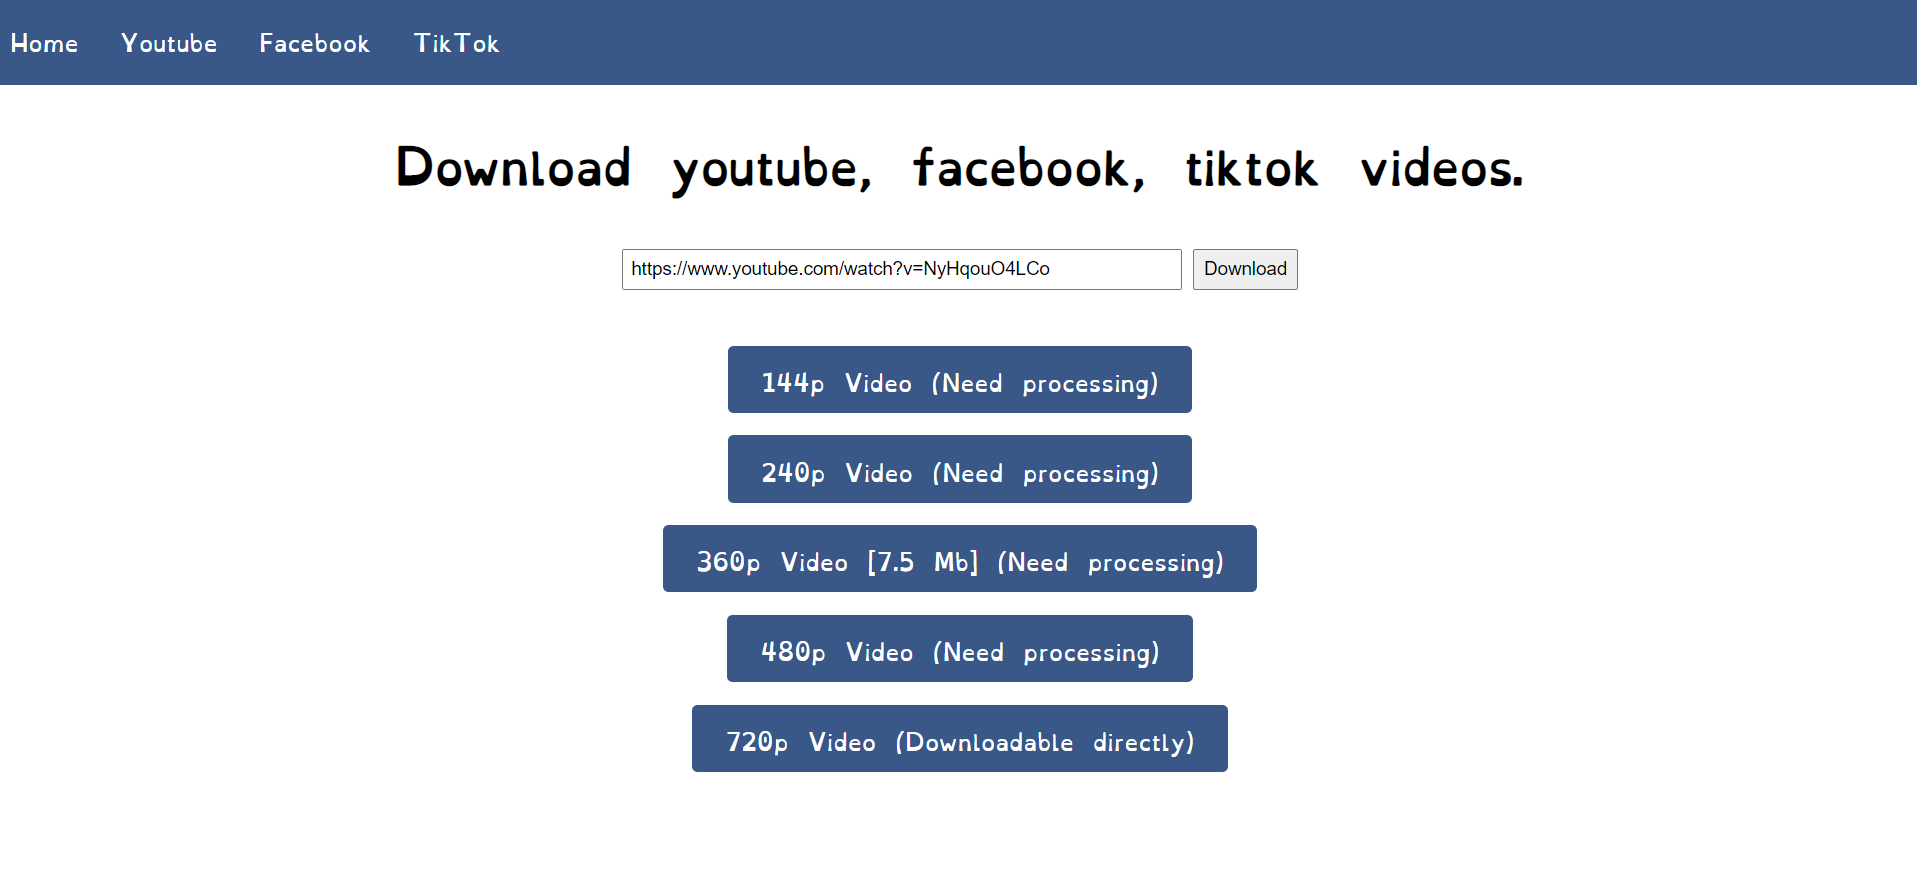 Home Youtube Facebook TikTok
Download youtube, facebook, tiktok videos.
https://www.youtube.com/watch?v=NyHqouO4LCo Download
144p Video (Need processing)
240p Video (Need processing)
360p Video [7.5 Mb] (Need processing)
480p Video (Need processing)
720p Video (Downloadable directly)